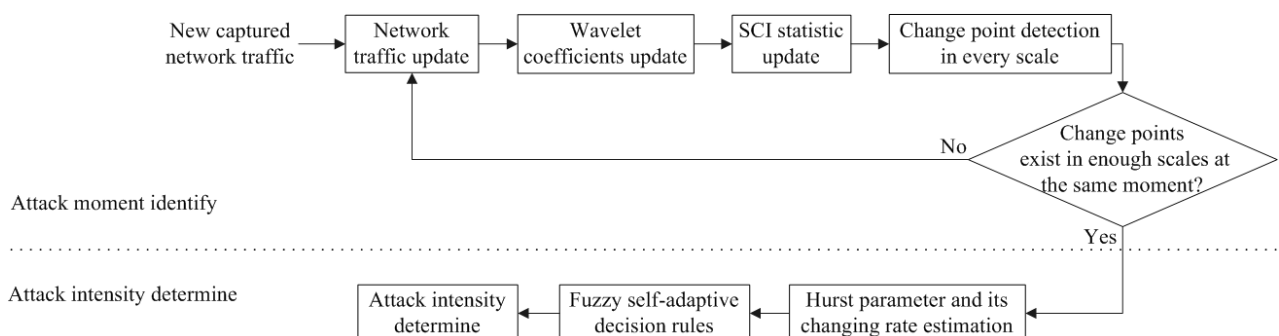 New captured
network traffic
Network
traffic update
Wavelet
coefficients update
SCI statistic
update
Change point detection
in every scale
Change points
exist in enough scales at
the same moment?
No
Yes
Attack moment identify
Attack intensity determine
Hurst parameter and its
changing rate estimation
Fuzzy self-adaptive
decision rules
Attack intensity
determine